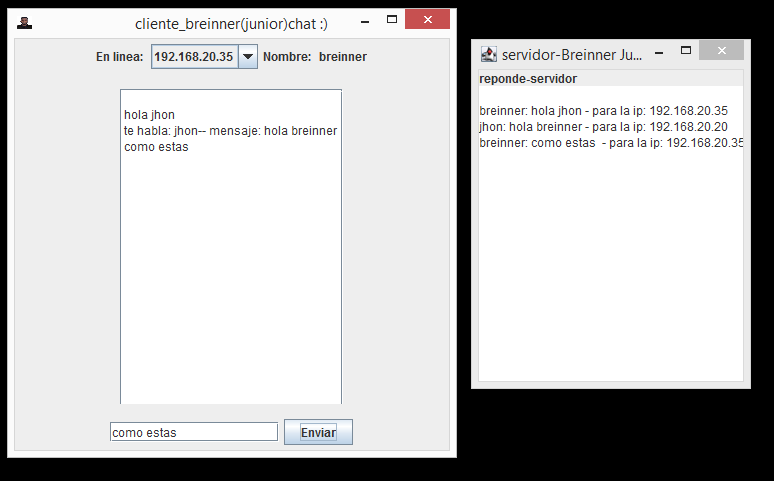 cliente_breinner(junior)chat :)
En linea: 192.168.20.35 Nombre: breinner
hola jhon
te habla: jhon-- mensaje: hola breinner
como estas
como estas Enviar
servidor-Breinner Ju...
reponde-servidor
breinner: hola jhon - para la ip: 192.168.20.35
jhon: hola breinner - para la ip: 192.168.20.20
breinner: como estas  - para la ip: 192.168.20.35